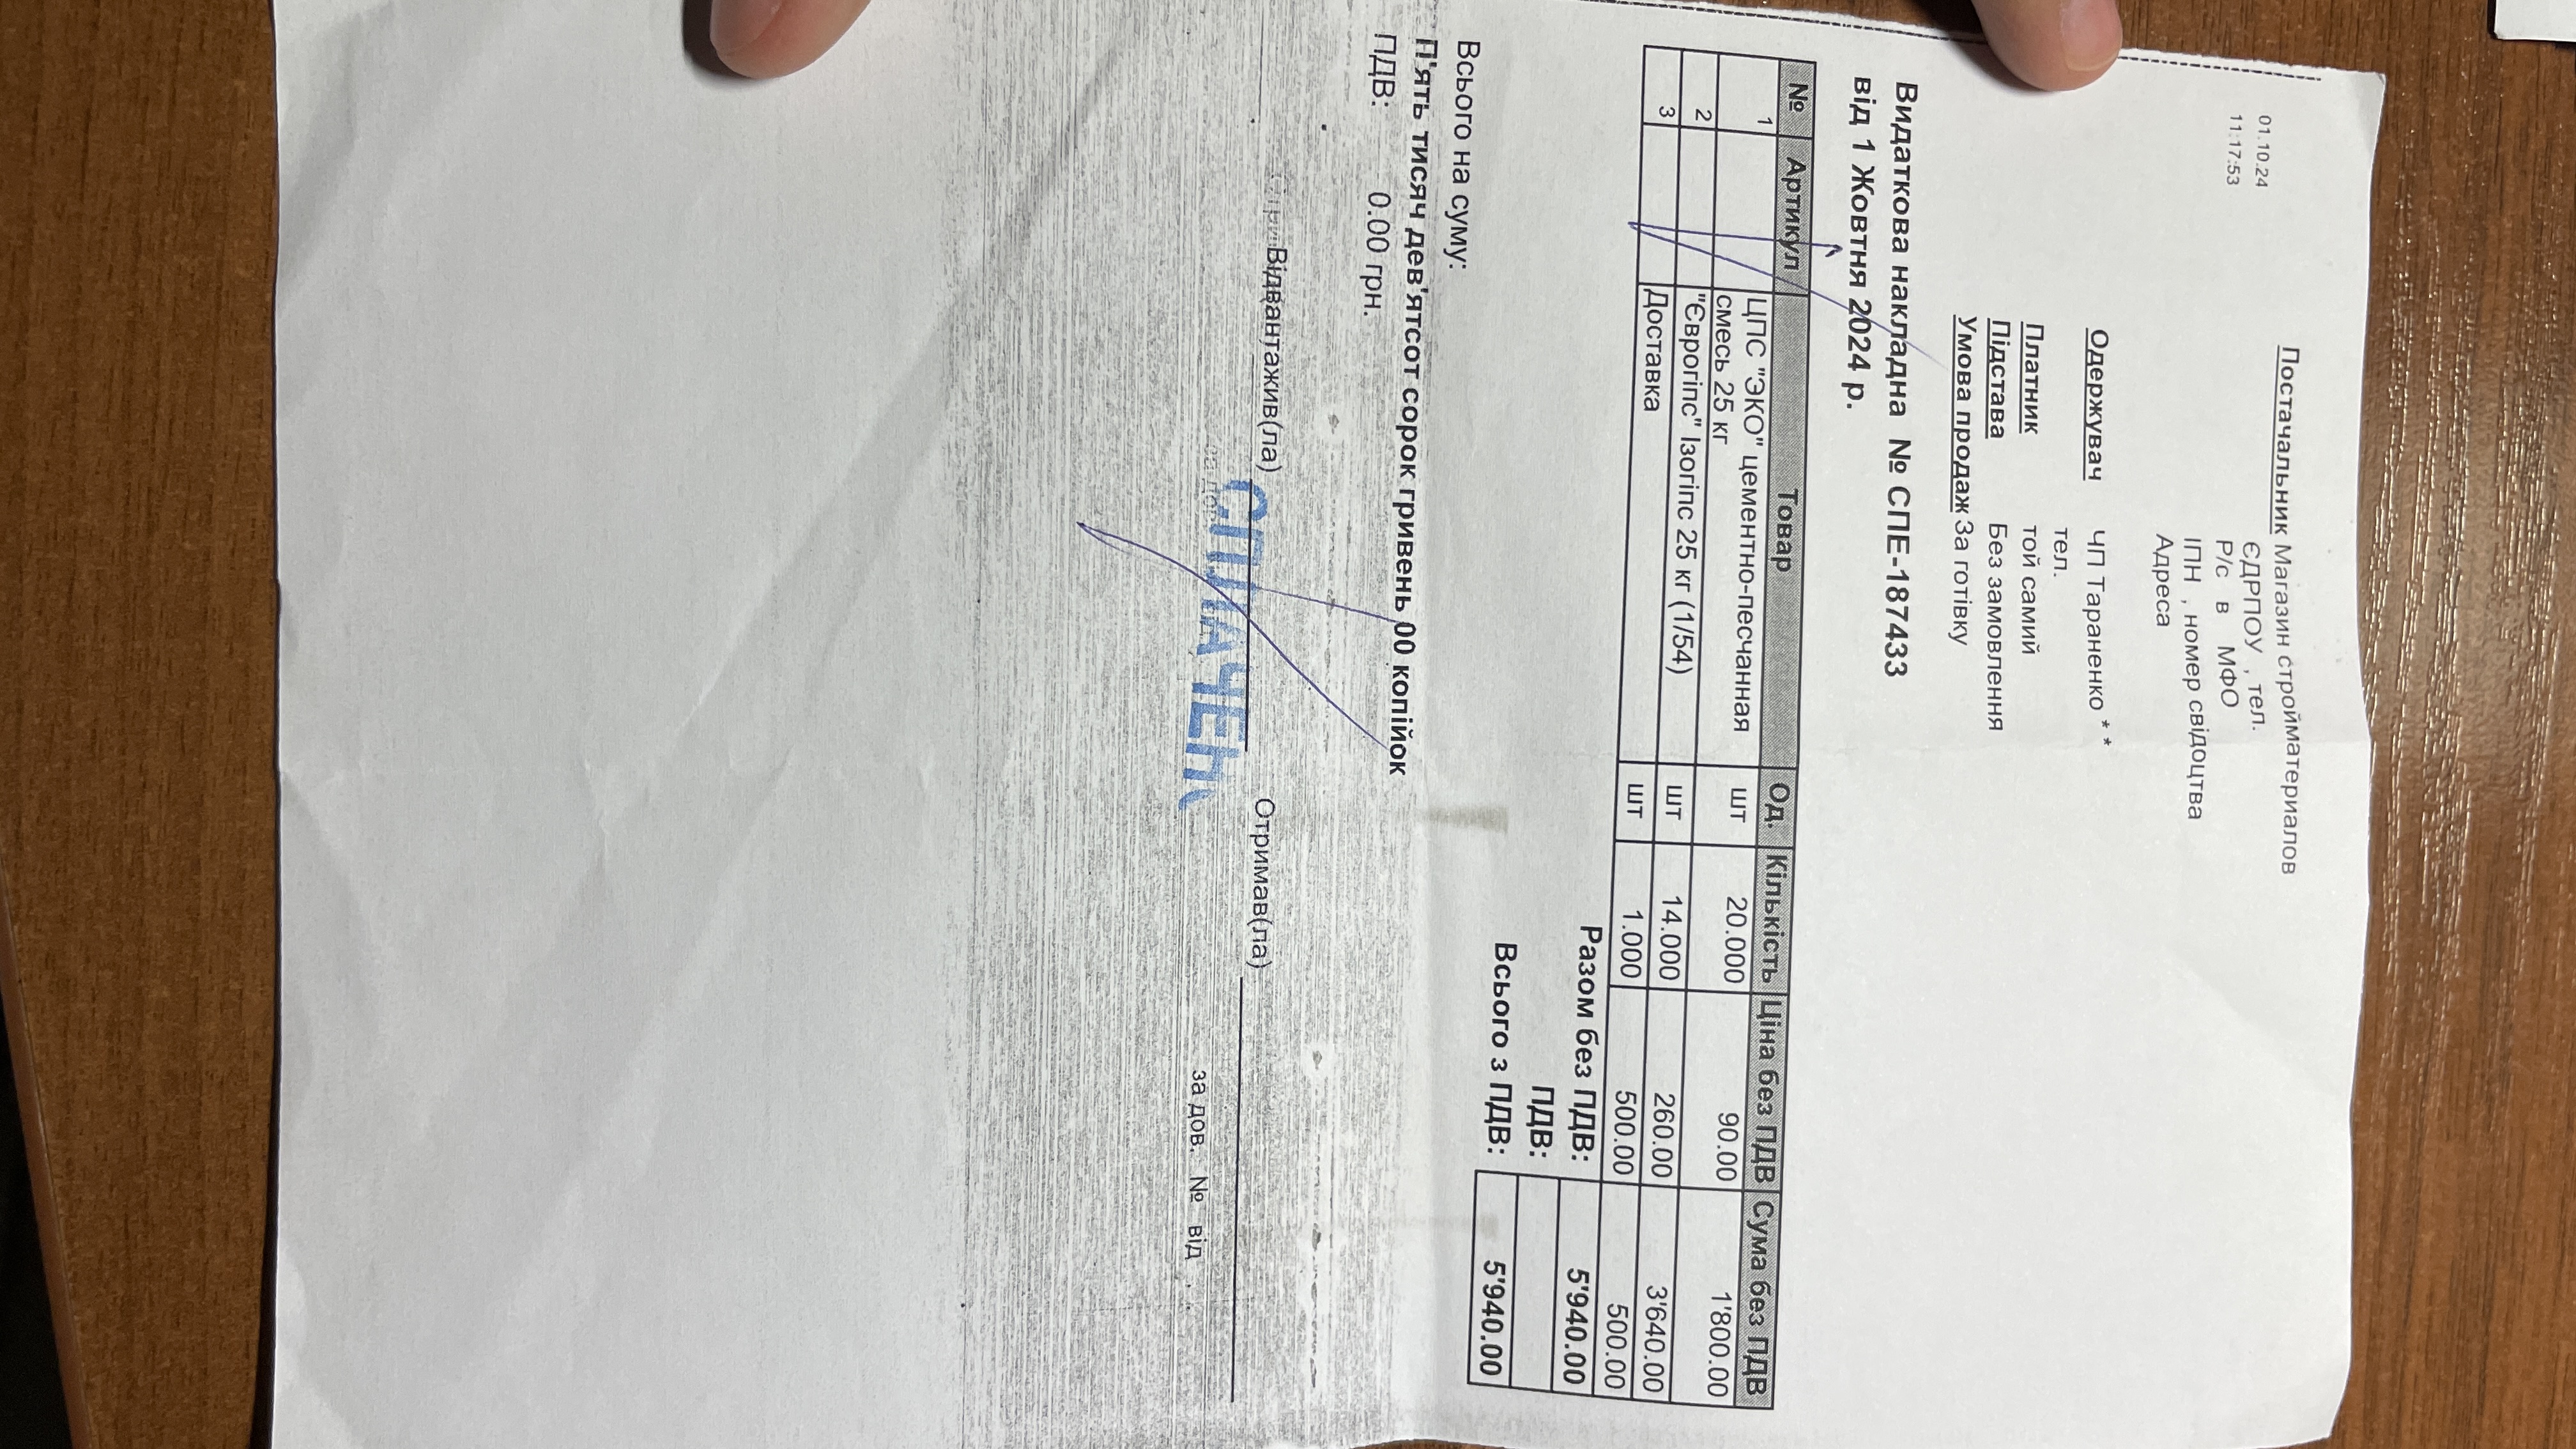 01.10.24
11:17:53
Постачальник Магазин стройматериалов
ЄДРПОУ , тел.
Р/с в МФО
ІПН , номер свідоцтва
Адреса
Одержувач ЧП Тараненко * *
тел.
Платник той самий
Підстава Без замовлення
Умова продаж За готівку
Видаткова накладна № СПЕ-187433
від 1 Жовтня 2024 р.
№ Артикул Товар Од. Кількість Ціна без ПДВ Сума без ПДВ
1 ЦПС "ЭКО" цементно-песчанная смесь 25 кг шт 20.000 90.00 1'800.00
2 "Єврогіпс" Ізогіпс 25 кг (1/54) шт 14.000 260.00 3'640.00
3 Доставка шт 1.000 500.00 500.00
Разом без ПДВ: 5'940.00
ПДВ:
Всього з ПДВ: 5'940.00
Всього на суму:
П'ять тисяч дев'ятсот сорок гривень 00 копійок
ПДВ: 0.00 грн.
Відвантажив(ла) Отримав(ла)
СПЛАЧЕНО
за дов. № від . .